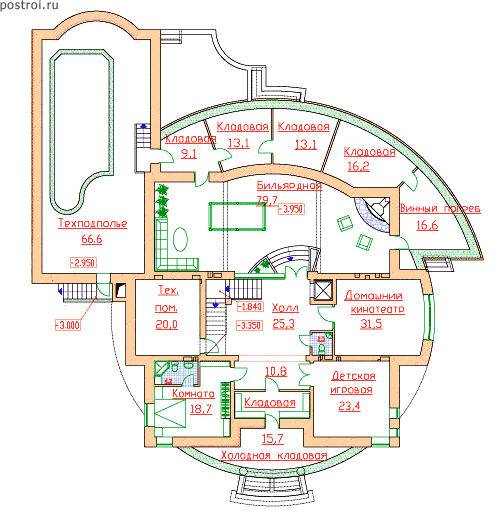 postroi.ru
Кладовая
13,1
Кладовая
13,1
Кладовая
9,1
Кладовая
16,2
Бильярдная
79,7
-3.950
Винный погреб
16,6
Техподполье
66.6
-2.950
-3.000
Тех.
пом.
20,0
-1.840
-3.350
Холл
25,3
Домашний
кинотеатр
31,5
10,8
Детская
игровая
23,4
Комната
18,7
Кладовая
15,7
Холодная кладовая